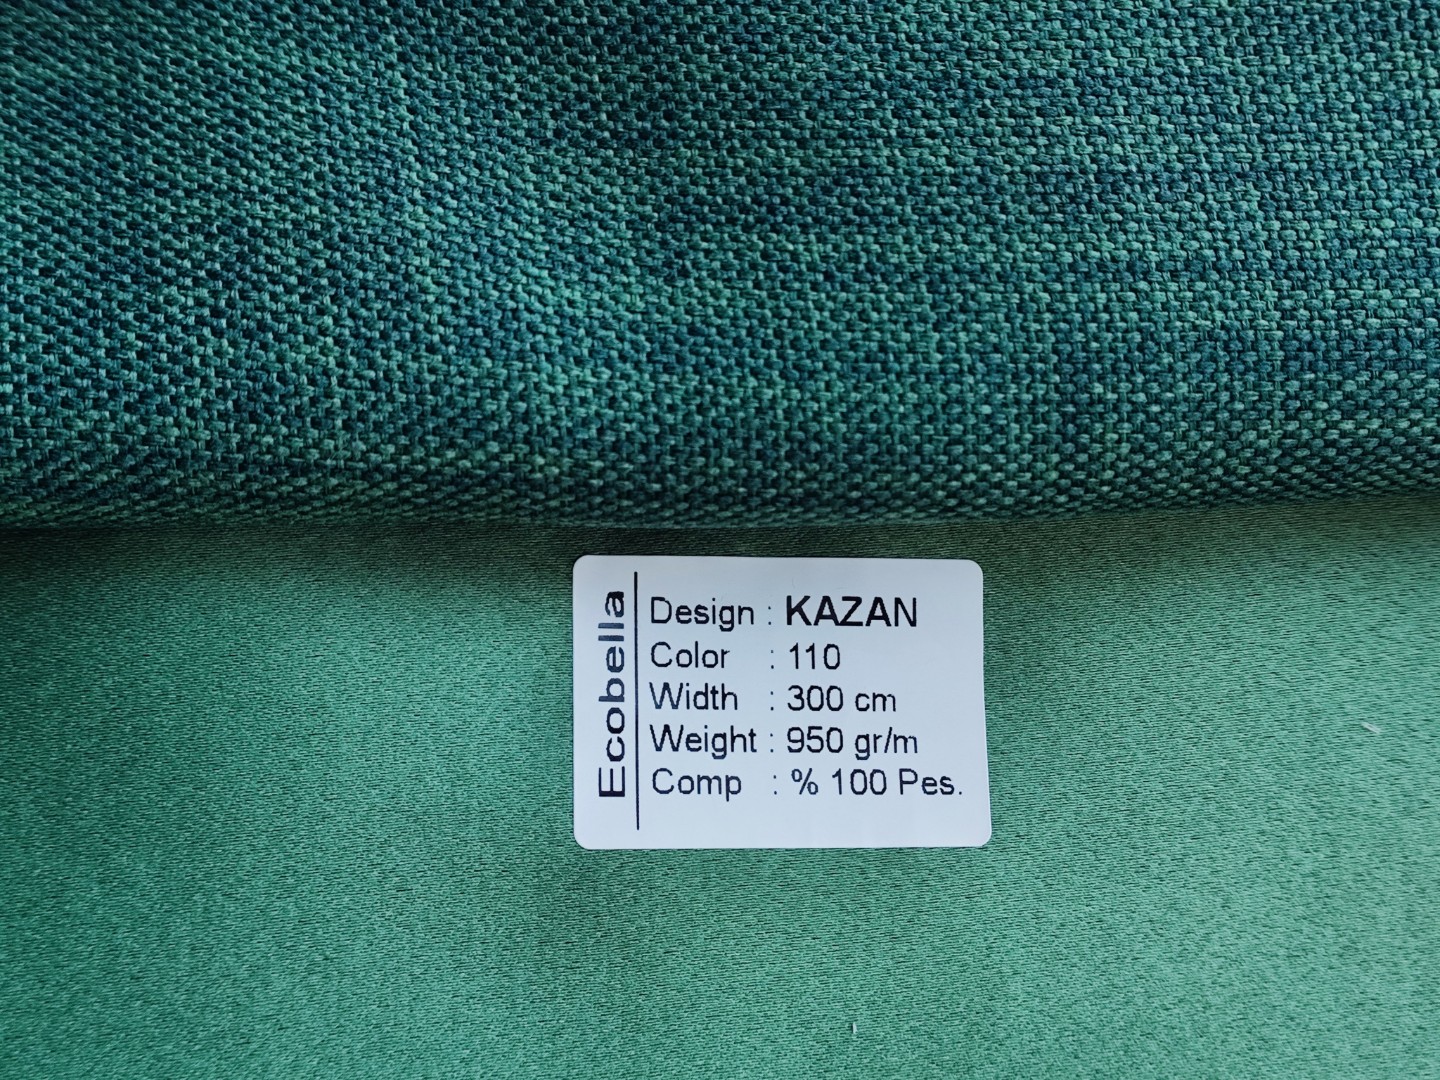 Ecobella
Design : KAZAN
Color : 110
Width : 300 cm
Weight : 950 gr/m
Comp : % 100 Pes.